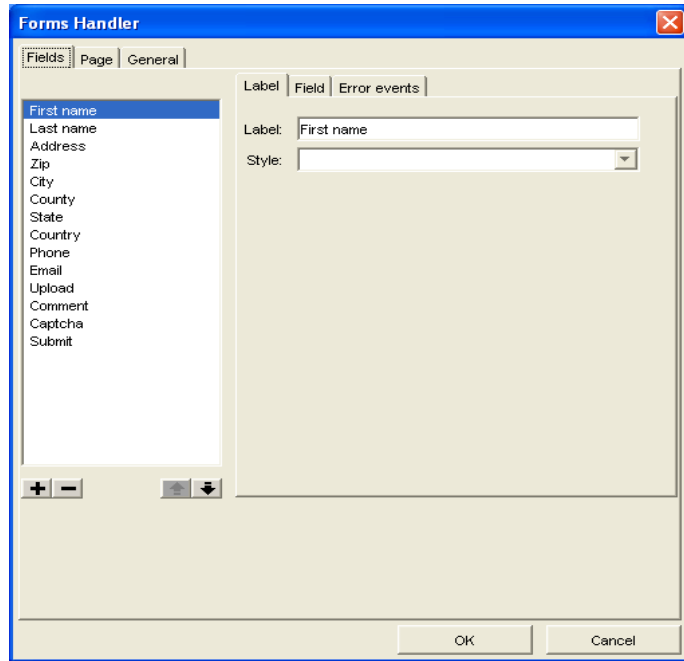 Forms Handler
Fields Page General
First name
Last name
Address
Zip
City
County
State
Country
Phone
Email
Upload
Comment
Captcha
Submit
Label Field Error events
Label: First name
Style:
OK Cancel